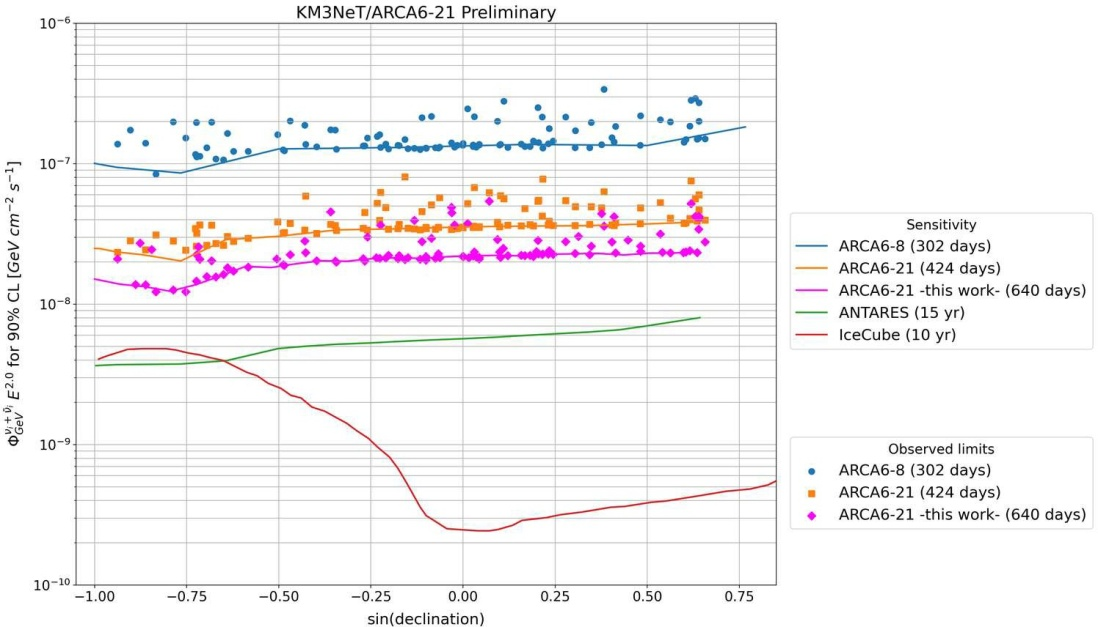 KM3NeT/ARCA6-21 Preliminary
10⁻⁶
10⁻⁷
10⁻⁸
10⁻⁹
10⁻¹⁰
Φ_GeV^{ν_i+ν̄_i} E^{2.0} for 90% CL [GeV cm⁻² s⁻¹]
−1.00 −0.75 −0.50 −0.25 0.00 0.25 0.50 0.75
sin(declination)
Sensitivity
ARCA6-8 (302 days)
ARCA6-21 (424 days)
ARCA6-21 -this work- (640 days)
ANTARES (15 yr)
IceCube (10 yr)
Observed limits
ARCA6-8 (302 days)
ARCA6-21 (424 days)
ARCA6-21 -this work- (640 days)